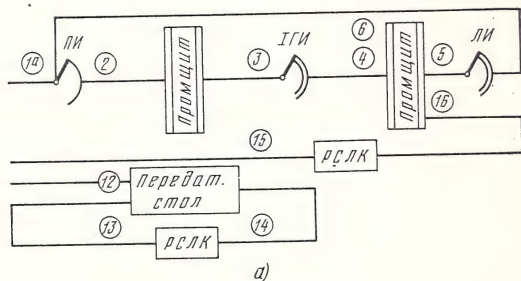 ПИ
IГИ
6
ЛИ
1а
2
Промщит
3
4
Промщит
5
16
15
РСЛК
12
Передат.
стол
13
РСЛК
14
а)